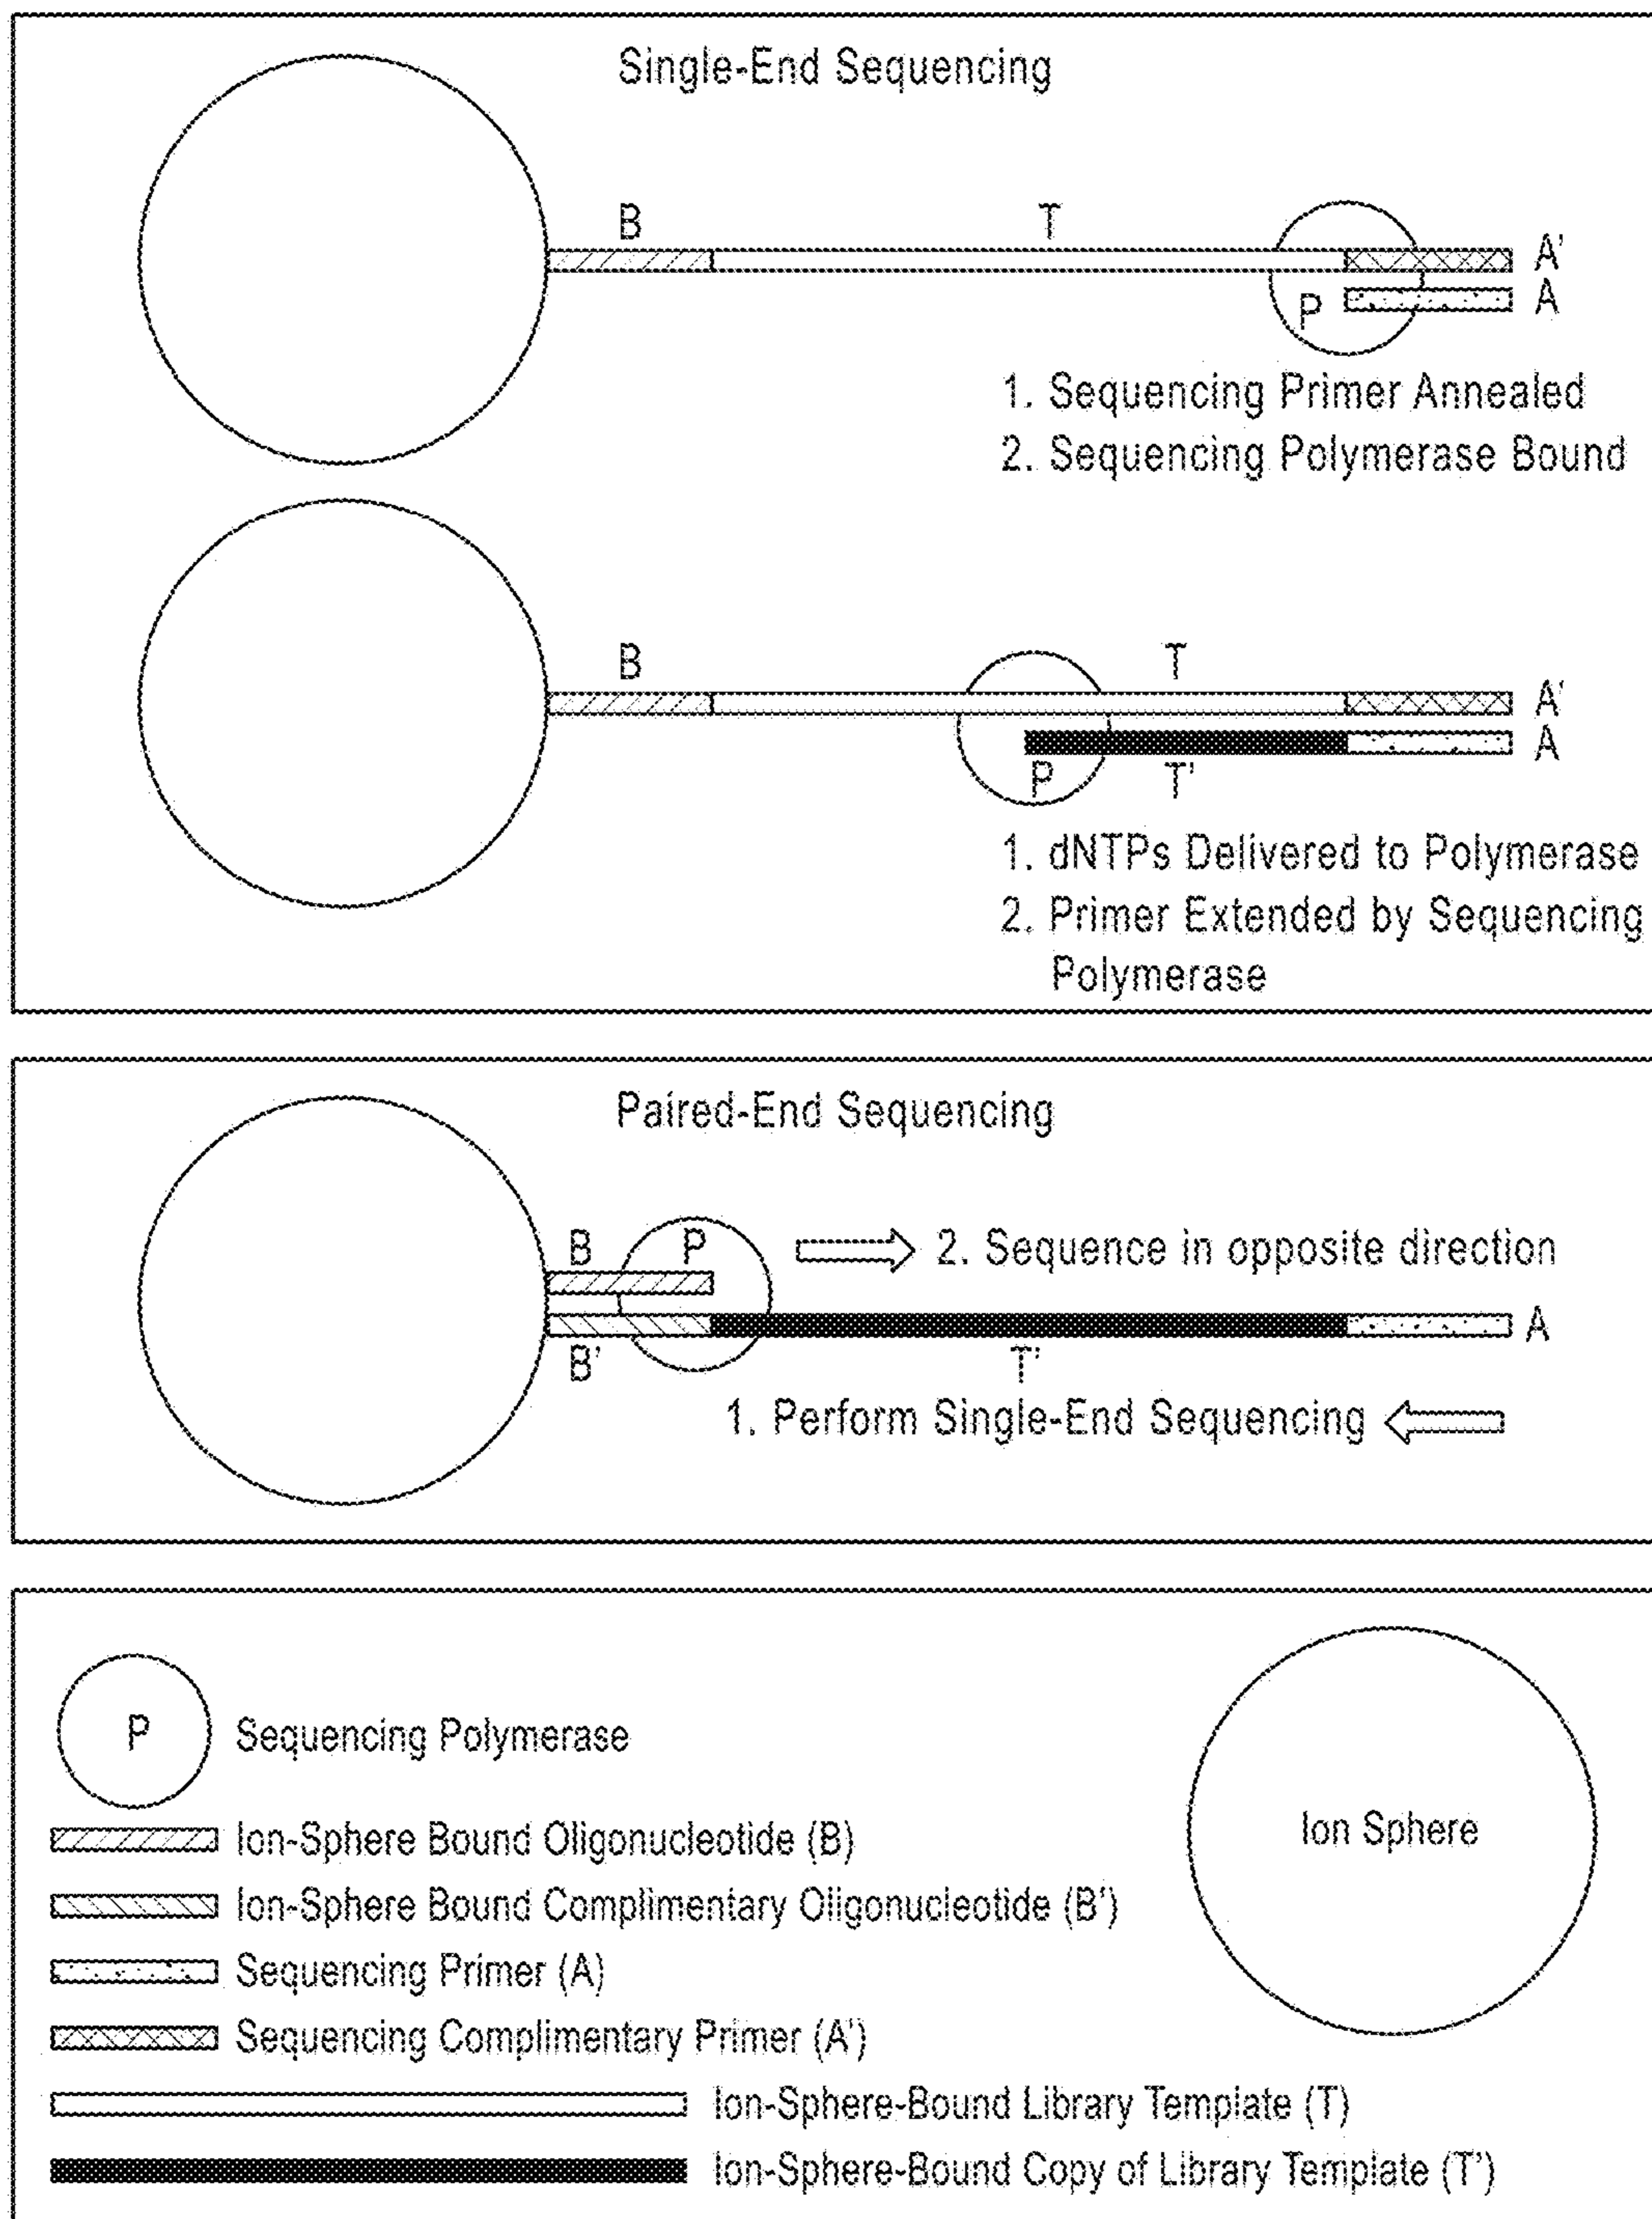 Single-End Sequencing
B
T
A'
A
P
1. Sequencing Primer Annealed
2. Sequencing Polymerase Bound
B
T
A'
A
P
T'
1. dNTPs Delivered to Polymerase
2. Primer Extended by Sequencing
Polymerase
Paired-End Sequencing
B
P
2. Sequence in opposite direction
A
B'
T'
1. Perform Single-End Sequencing
P
Sequencing Polymerase
Ion Sphere
Ion-Sphere Bound Oligonucleotide (B)
Ion-Sphere Bound Complimentary Oligonucleotide (B')
Sequencing Primer (A)
Sequencing Complimentary Primer (A')
Ion-Sphere-Bound Library Template (T)
Ion-Sphere-Bound Copy of Library Template (T')